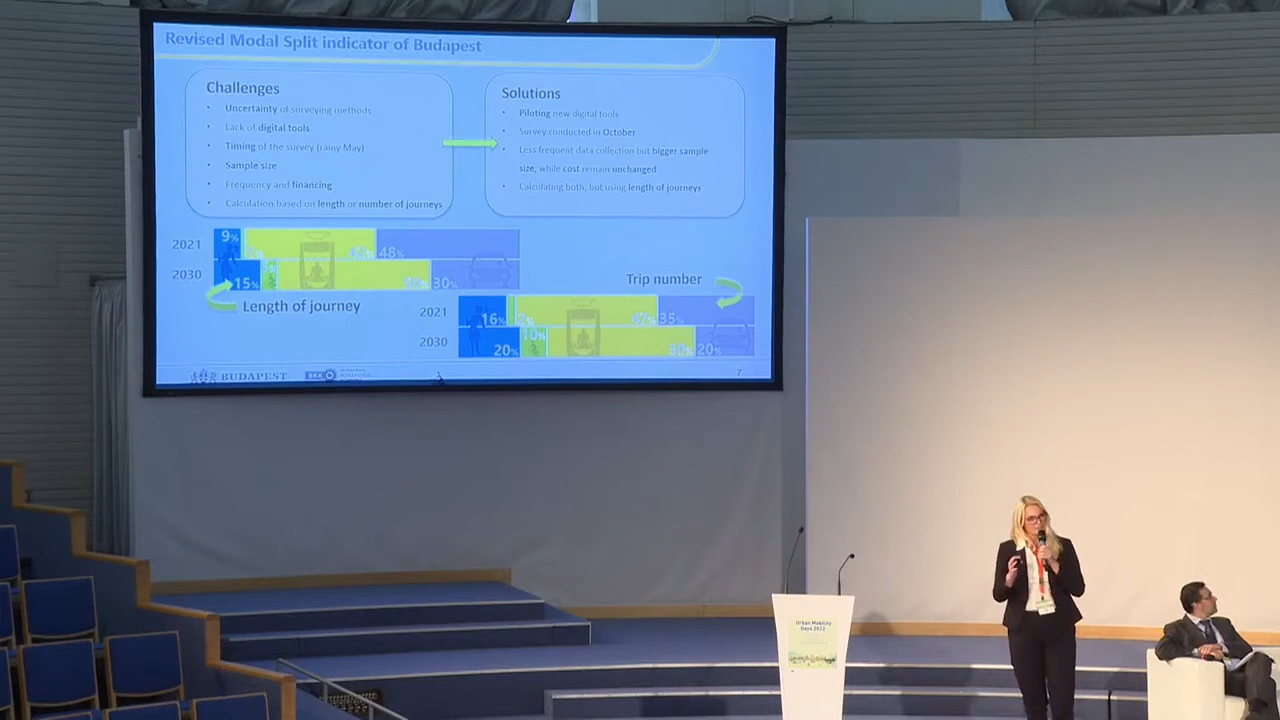 Revised Modal Split indicator of Budapest
Challenges
• Uncertainty of surveying methods
• Lack of digital tools
• Timing of the survey (rainy May)
• Sample size
• Frequency and financing
• Calculation based on length or number of journeys
Solutions
• Piloting new digital tools
• Survey conducted in October
• Less frequent data collection but bigger sample
size, while cost remain unchanged
• Calculating both, but using length of journeys
2021 9% 48%
2030 15% 30%
Length of journey
Trip number
2021 16% 2% 47% 35%
2030 20% 10% 50% 20%
BUDAPEST BKK
7
Urban Mobility
Days 2022